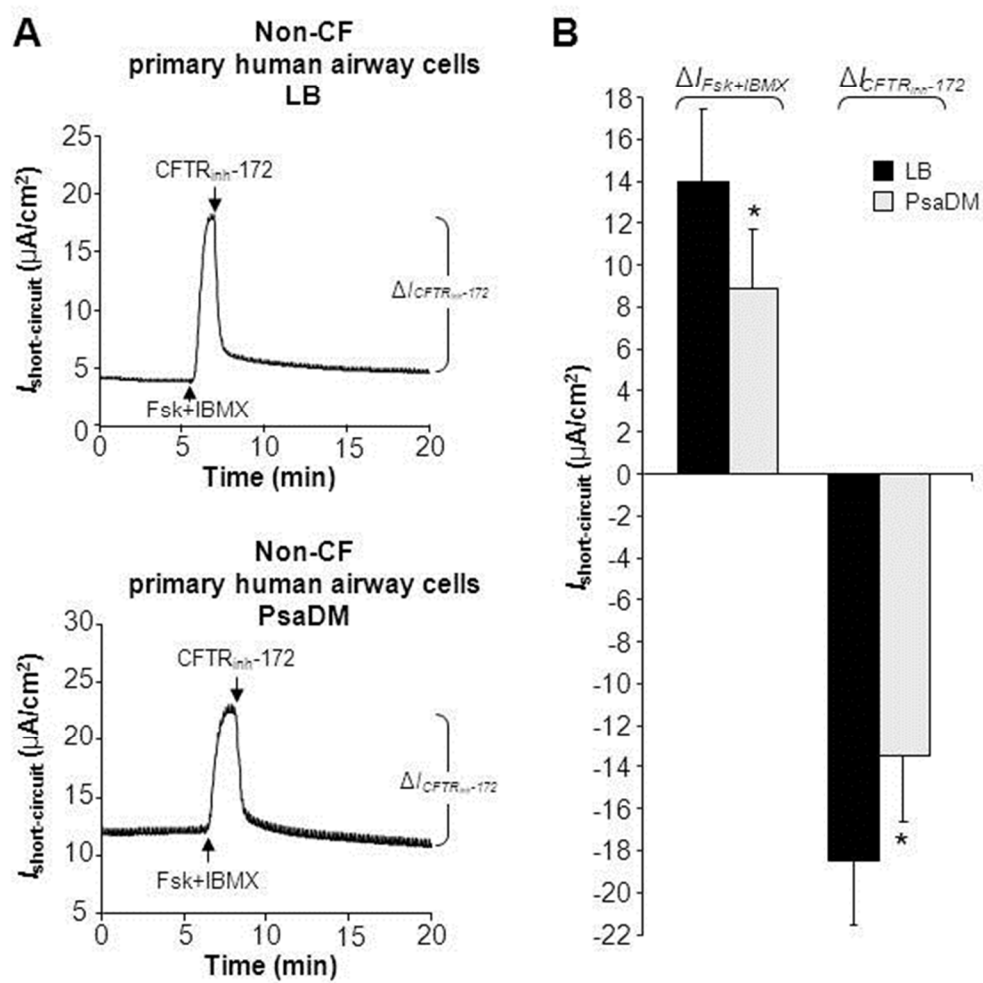 A
Non-CF
primary human airway cells
LB
25
20
15
10
5
0
Ishort-circuit (µA/cm2)
CFTRinh-172
Fsk+IBMX
ΔICFTRinh-172
0 5 10 15 20
Time (min)
Non-CF
primary human airway cells
PsaDM
30
25
20
15
10
5
Ishort-circuit (µA/cm2)
CFTRinh-172
Fsk+IBMX
ΔICFTRinh-172
0 5 10 15 20
Time (min)
B
ΔIFsk+IBMX ΔICFTRinh-172
18
16
14
12
10
8
6
4
2
0
-2
-4
-6
-8
-10
-12
-14
-16
-18
-20
-22
Ishort-circuit (µA/cm2)
LB
PsaDM
*
*